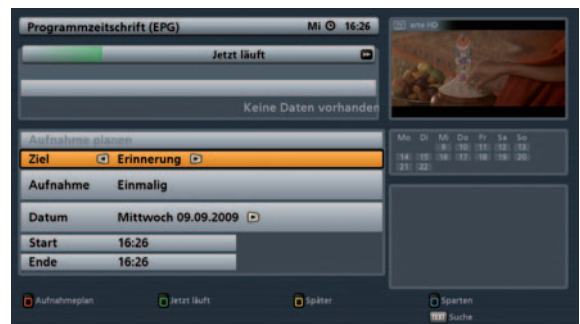 Programmzeitschrift (EPG) Mi 16:26
arte HD
Jetzt läuft
Keine Daten vorhanden
Aufnahme planen
Ziel Erinnerung
Aufnahme Einmalig
Datum Mittwoch 09.09.2009
Start 16:26
Ende 16:26
Mo Di Mi Do Fr Sa So
9 10 11 12 13
14 15 16 17 18 19 20
21 22
Aufnahmeplan Jetzt läuft Später Sparten
TEXT Suche